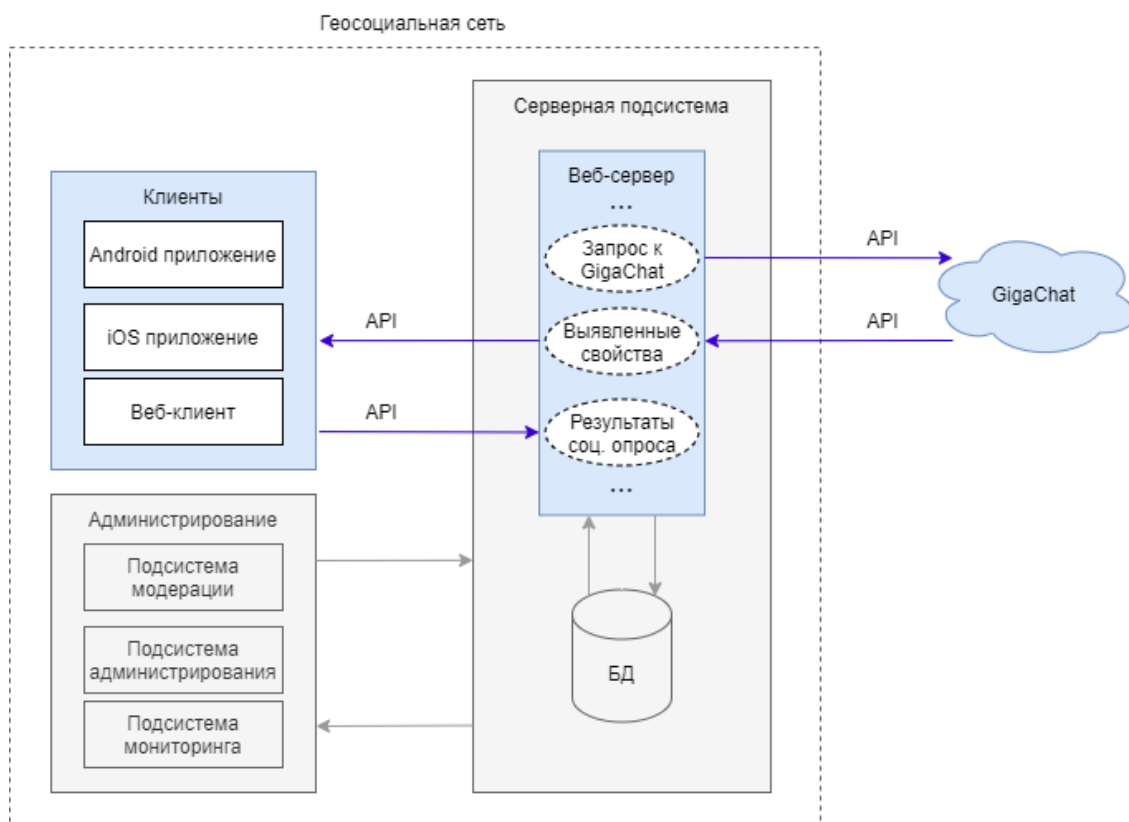 Геосоциальная сеть
Серверная подсистема
Клиенты
Android приложение
iOS приложение
Веб-клиент
API
API
Веб-сервер
...
Запрос к
GigaChat
Выявленные
свойства
Результаты
соц. опроса
...
API
API
GigaChat
Администрирование
Подсистема
модерации
Подсистема
администрирования
Подсистема
мониторинга
БД